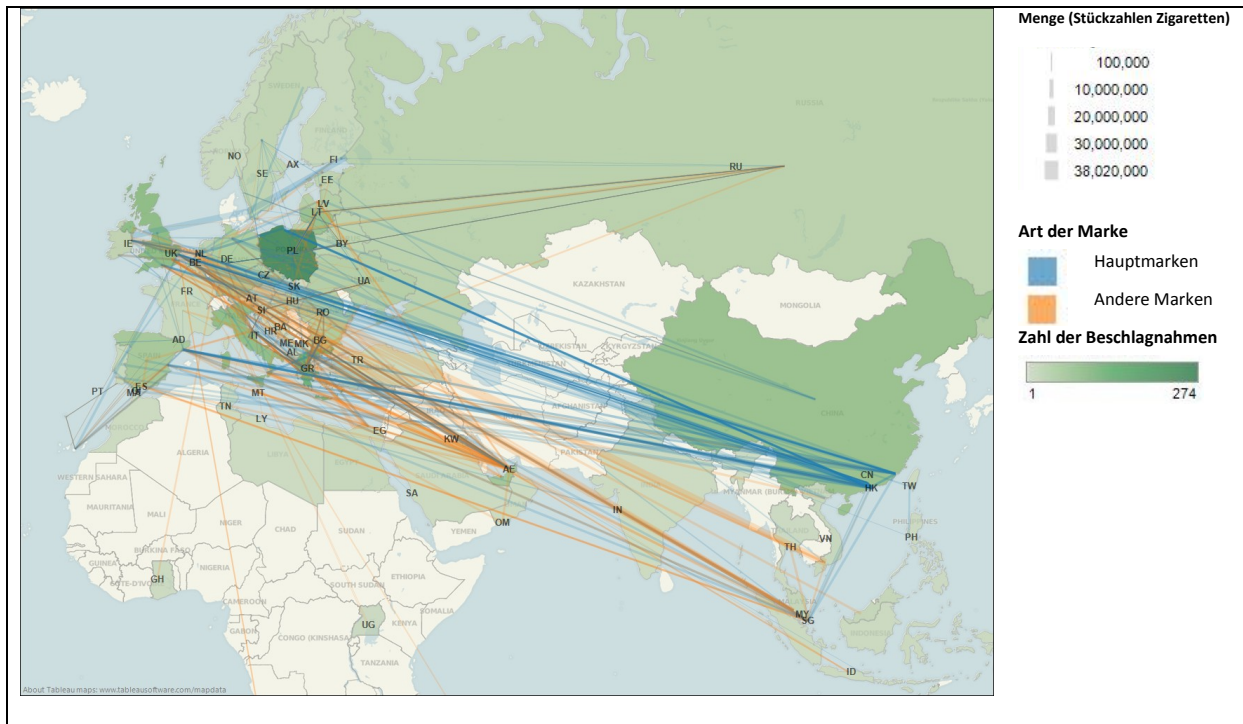 Menge (Stückzahlen Zigaretten)
100,000
10,000,000
20,000,000
30,000,000
38,020,000
Art der Marke
Hauptmarken
Andere Marken
Zahl der Beschlagnahmen
1 274
RUSSIA
SWEDEN
FINLAND
NO
AX
FI
SE
EE
RU
LV
LT
IE
UK
NL
BE
DE
PL
BY
CZ
SK
UA
FR
AT
HU
SI
RO
KAZAKHSTAN
MONGOLIA
HR
BA
IT
ME
MK
BG
AL
AD
GR
TR
KYRGYZSTAN
PT
ES
MA
MT
TN
LY
EG
KW
AFGHANISTAN
PAKISTAN
CHINA
MOROCCO
ALGERIA
LIBYA
AE
CN
HK
TW
WESTERN SAHARA
SA
OM
IN
MAURITANIA
MALI
NIGER
CHAD
SUDAN
YEMEN
TH
VN
PHILIPPINES
PH
BURKINA FASO
GUINEA
NIGERIA
GH
ETHIOPIA
SOUTH SUDAN
CAMEROON
SOMALIA
UG
KENYA
GABON
CONGO (KINSHASA
TANZANIA
MY
SG
INDONESIA
ID
About Tableau maps: www.tableausoftware.com/mapdata